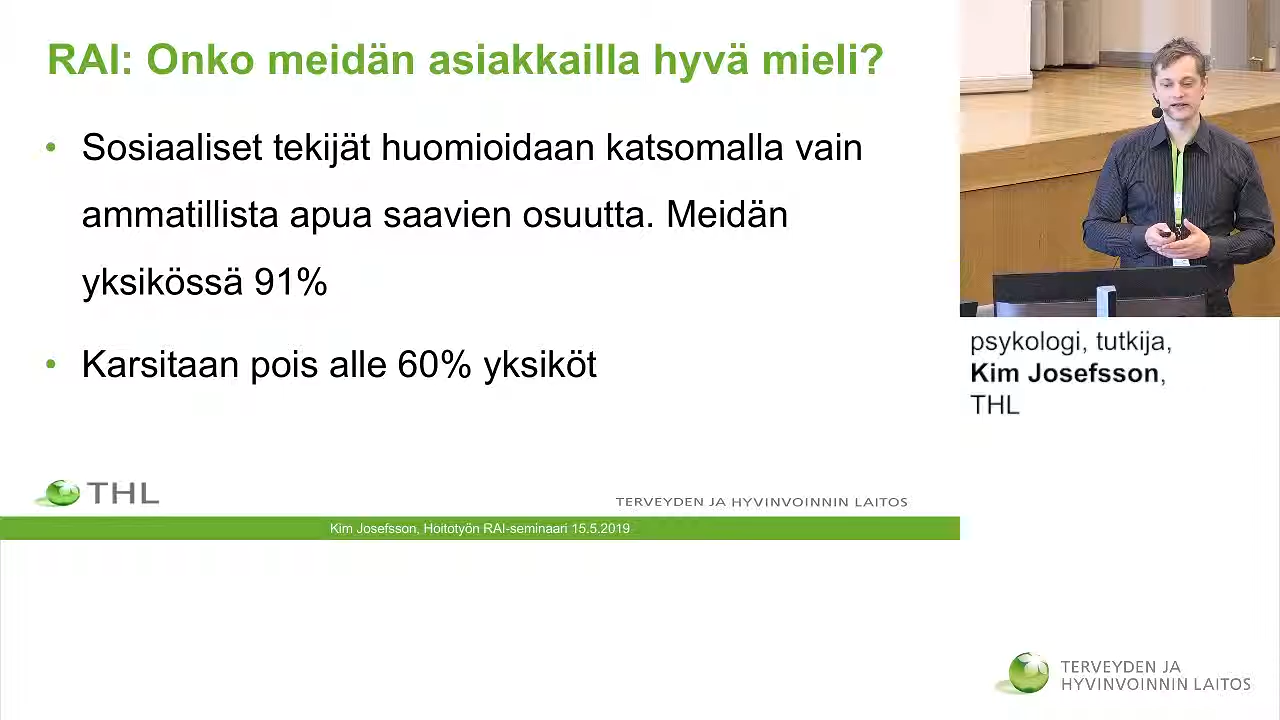 RAI: Onko meidän asiakkailla hyvä mieli?
• Sosiaaliset tekijät huomioidaan katsomalla vain
ammatillista apua saavien osuutta. Meidän
yksikössä 91%
• Karsitaan pois alle 60% yksiköt
THL
TERVEYDEN JA HYVINVOINNIN LAITOS
Kim Josefsson, Hoitotyön RAI-seminaari 15.5.2019
psykologi, tutkija,
Kim Josefsson,
THL
TERVEYDEN JA
HYVINVOINNIN LAITOS